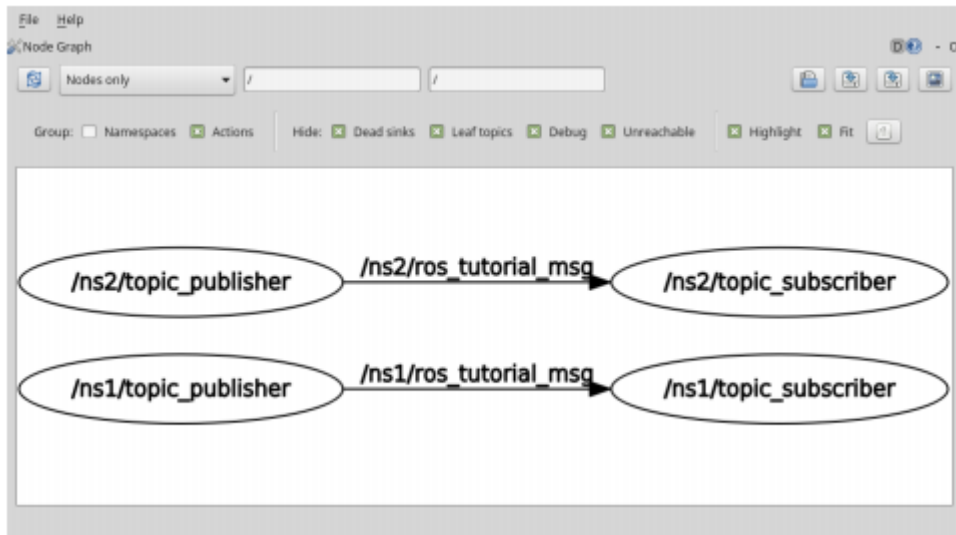 File Help
Node Graph D ? - O
Nodes only / /
Group: Namespaces Actions Hide: Dead sinks Leaf topics Debug Unreachable Highlight Fit
/ns2/topic_publisher /ns2/ros_tutorial_msg /ns2/topic_subscriber
/ns1/topic_publisher /ns1/ros_tutorial_msg /ns1/topic_subscriber